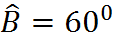 B̂ = 60⁰